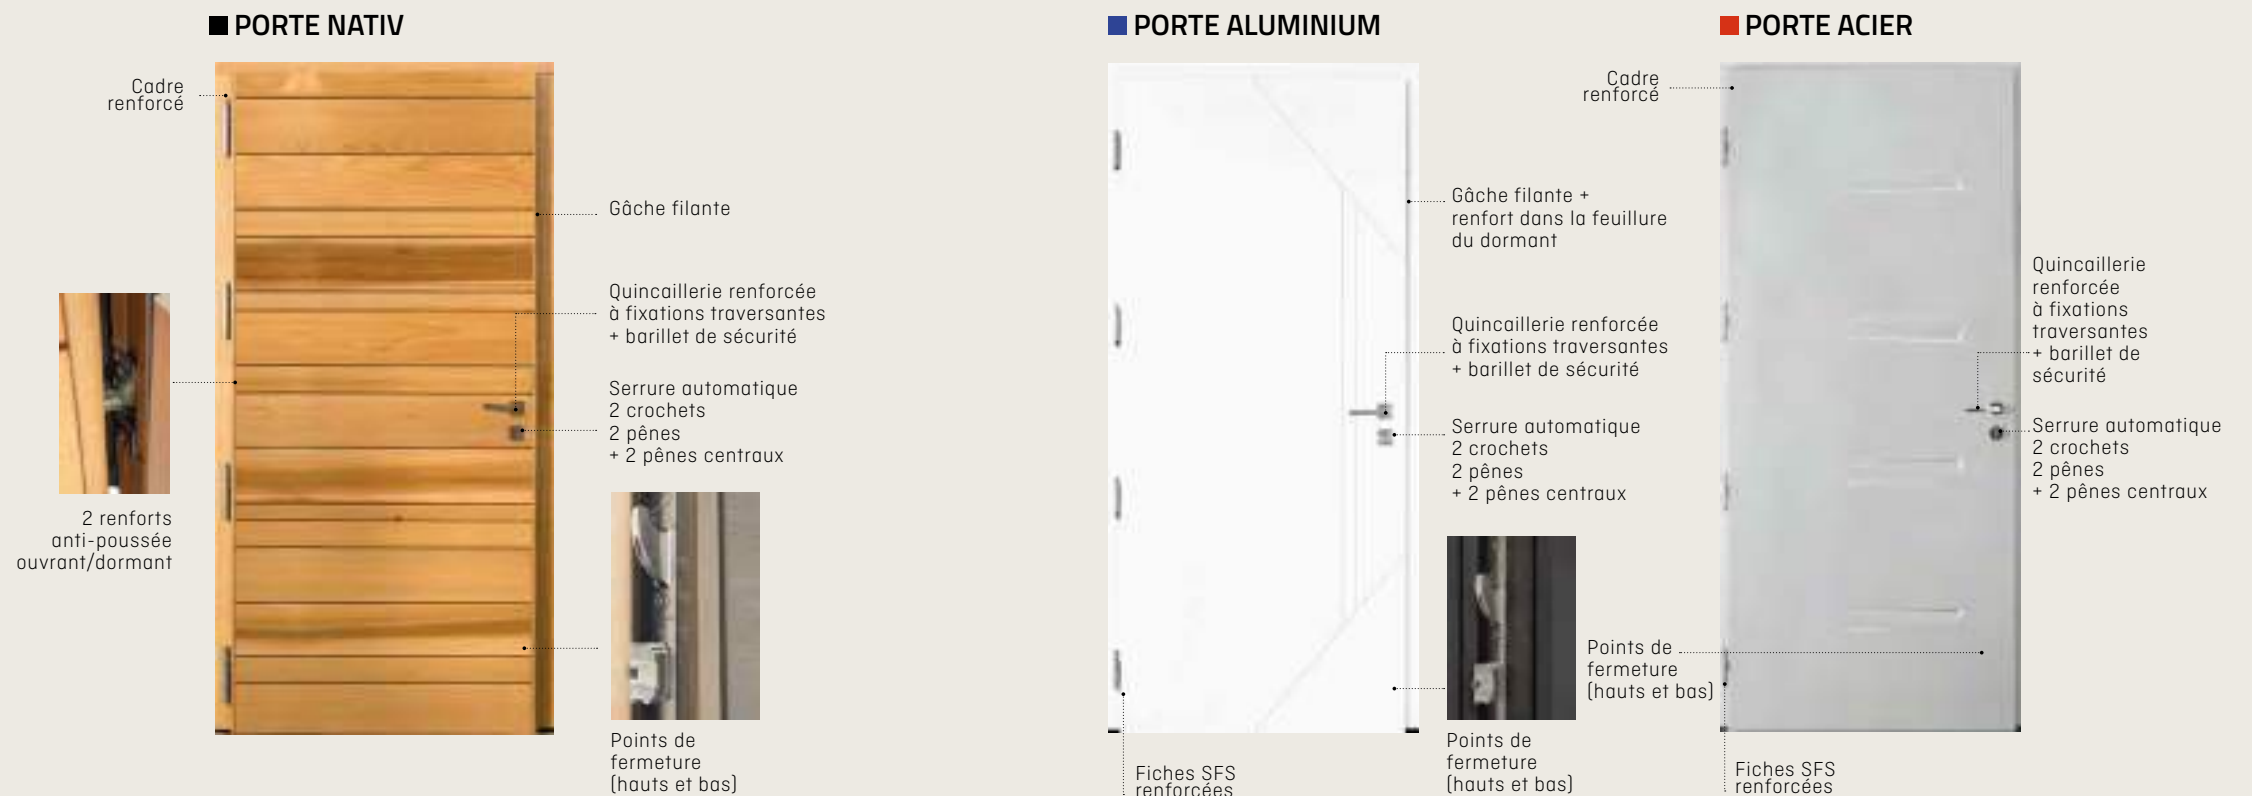 PORTE NATIV
Cadre
renforcé
Gâche filante
Quincaillerie renforcée
à fixations traversantes
+ barillet de sécurité
Serrure automatique
2 crochets
2 pênes
+ 2 pênes centraux
2 renforts
anti-poussée
ouvrant/dormant
Points de
fermeture
(hauts et bas)
PORTE ALUMINIUM
Gâche filante +
renfort dans la feuillure
du dormant
Quincaillerie renforcée
à fixations traversantes
+ barillet de sécurité
Serrure automatique
2 crochets
2 pênes
+ 2 pênes centraux
Points de
fermeture
(hauts et bas)
Fiches SFS
renforcées
PORTE ACIER
Cadre
renforcé
Quincaillerie
renforcée
à fixations
traversantes
+ barillet de
sécurité
Serrure automatique
2 crochets
2 pênes
+ 2 pênes centraux
Points de
fermeture
(hauts et bas)
Fiches SFS
renforcées